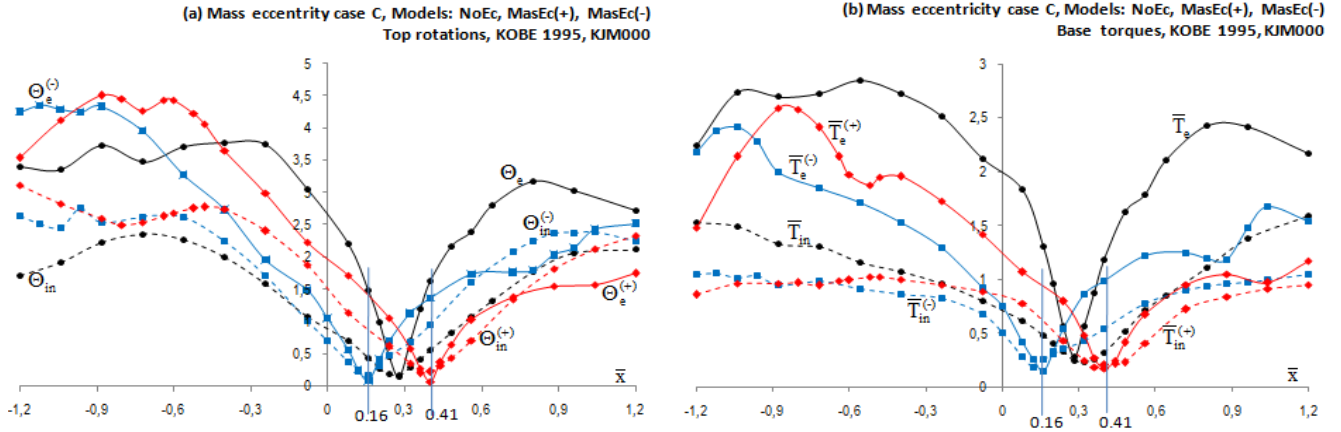 (a) Mass eccentrity case C, Models: NoEc, MasEc(+), MasEc(-)
Top rotations, KOBE 1995, KJM000
5
4,5
4
3,5
3
2,5
2
1,5
1
0,5
0
-1,2 -0,9 -0,6 -0,3 0 0,3 0,6 0,9 1,2
0.16 0.41
x̅
Θe(-)
Θe
Θin(-)
Θin
Θe(+)
Θin(+)
(b) Mass eccentricity case C, Models: NoEc, MasEc(+), MasEc(-)
Base torques, KOBE 1995, KJM000
3
2,5
2
1,5
1
0,5
0
-1,2 -0,9 -0,6 -0,3 0 0,3 0,6 0,9 1,2
0.16 0.41
x̅
T̅e
T̅e(+)
T̅e(-)
T̅in
T̅in(-)
T̅in(+)